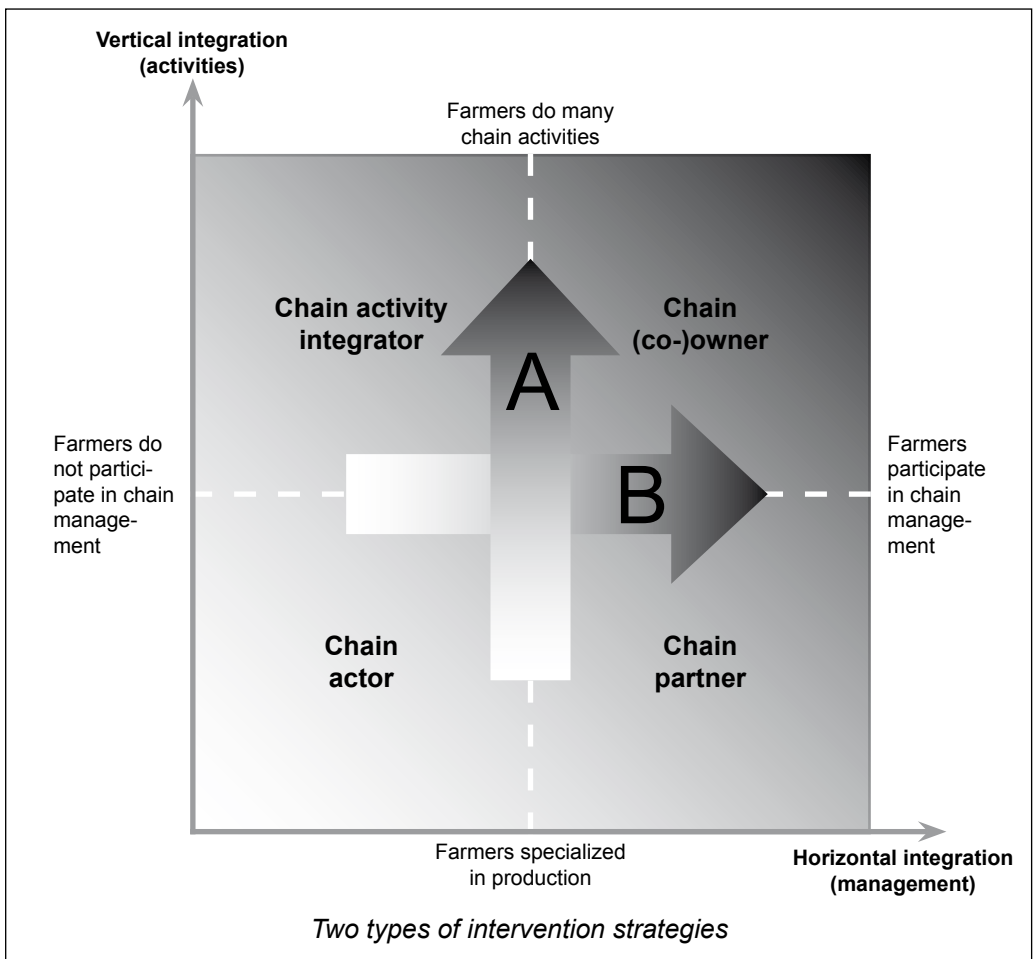 Vertical integration
(activities)
Farmers do many
chain activities
Chain activity
integrator
Chain
(co-)owner
A
Farmers do
not partici-
pate in chain
manage-
ment
B
Farmers
participate
in chain
manage-
ment
Chain
actor
Chain
partner
Farmers specialized
in production
Horizontal integration
(management)
Two types of intervention strategies